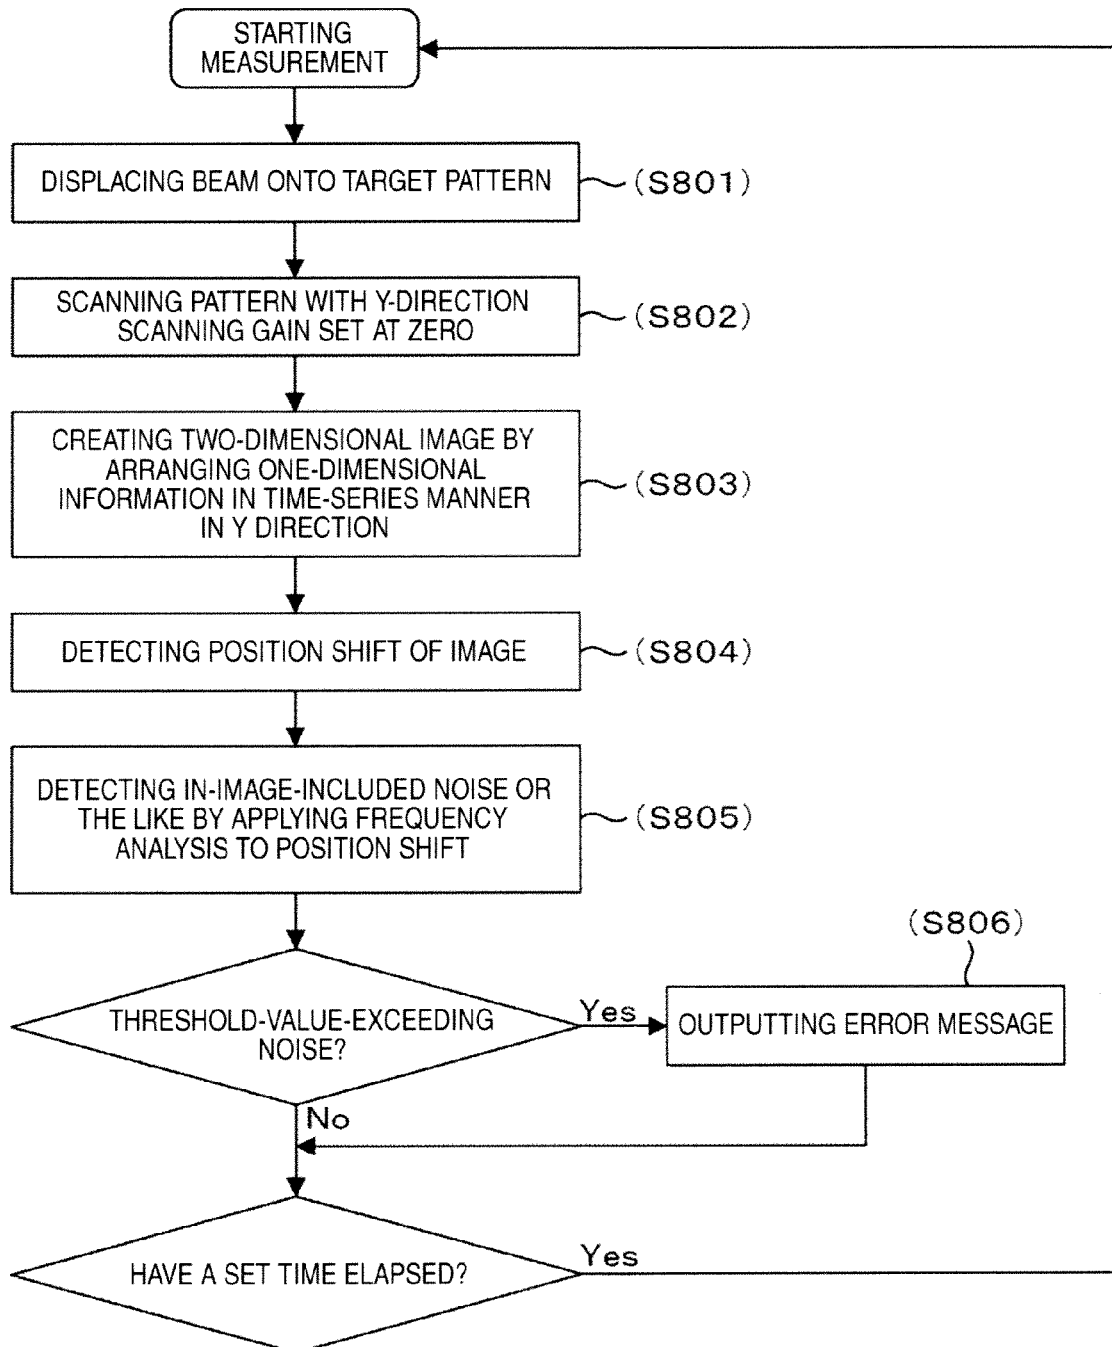 STARTING
MEASUREMENT
DISPLACING BEAM ONTO TARGET PATTERN
(S801)
SCANNING PATTERN WITH Y-DIRECTION
SCANNING GAIN SET AT ZERO
(S802)
CREATING TWO-DIMENSIONAL IMAGE BY
ARRANGING ONE-DIMENSIONAL
INFORMATION IN TIME-SERIES MANNER
IN Y DIRECTION
(S803)
DETECTING POSITION SHIFT OF IMAGE
(S804)
DETECTING IN-IMAGE-INCLUDED NOISE OR
THE LIKE BY APPLYING FREQUENCY
ANALYSIS TO POSITION SHIFT
(S805)
(S806)
THRESHOLD-VALUE-EXCEEDING
NOISE?
Yes
OUTPUTTING ERROR MESSAGE
No
HAVE A SET TIME ELAPSED?
Yes